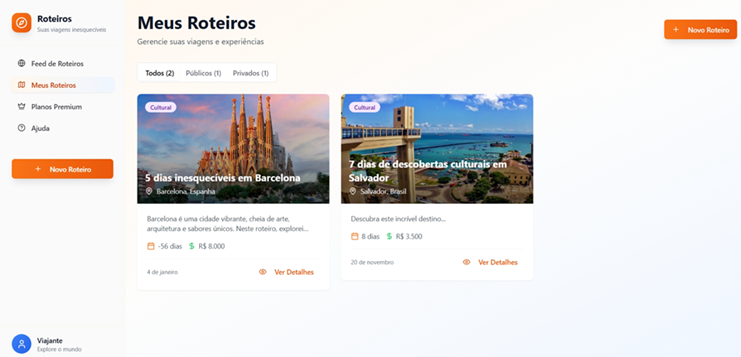 Roteiros
Suas viagens inesquecíveis
Feed de Roteiros
Meus Roteiros
Planos Premium
Ajuda
+ Novo Roteiro
Viajante
Explore o mundo
Meus Roteiros
Gerencie suas viagens e experiências
+ Novo Roteiro
Todos (2) Públicos (1) Privados (1)
Cultural
5 dias inesquecíveis em Barcelona
Barcelona, Espanha
Barcelona é uma cidade vibrante, cheia de arte,
arquitetura e sabores únicos. Neste roteiro, explorei...
-56 dias $ R$ 8.000
4 de janeiro Ver Detalhes
Cultural
7 dias de descobertas culturais em
Salvador
Salvador, Brasil
Descubra este incrível destino...
8 dias $ R$ 3.500
20 de novembro Ver Detalhes